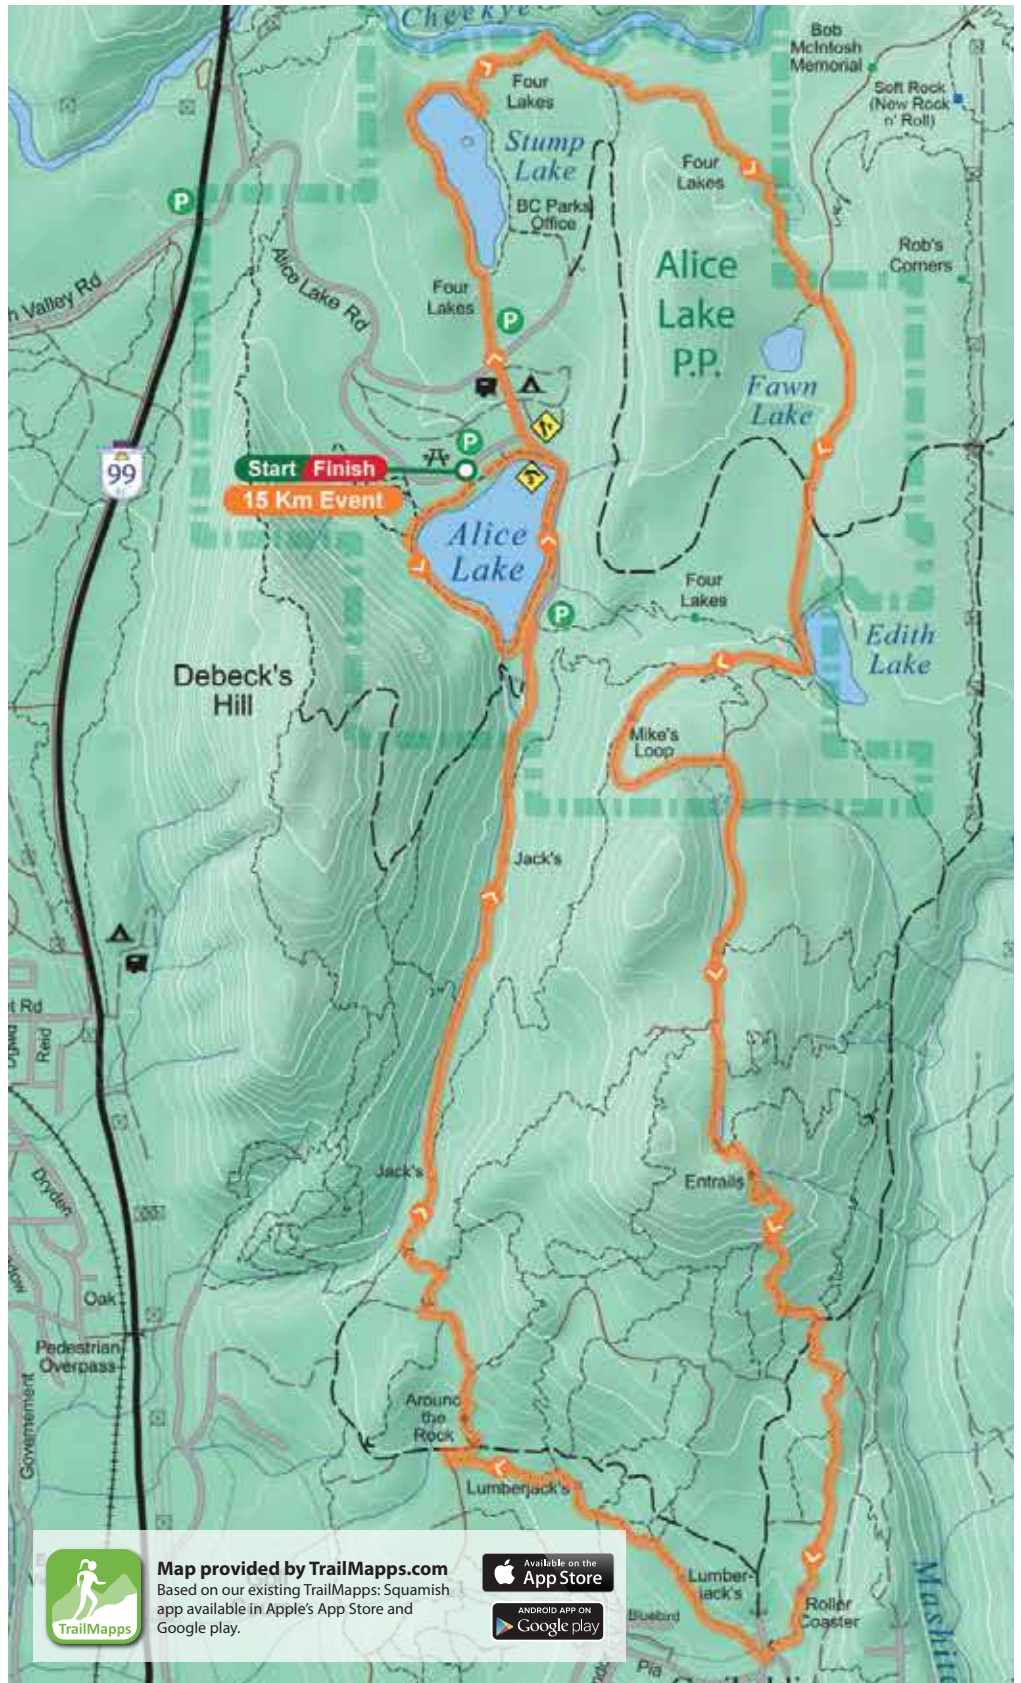 Cheekye
Bob
McIntosh
Memorial
Soft Rock
(New Rock
n' Roll)
Four
Lakes
Stump
Lake
Four
Lakes
P
BC Parks
Office
Alice
Lake
P.P.
Rob's
Corners
Alice Lake Rd
n Valley Rd
Four
Lakes
P
Fawn
Lake
P
99
Start Finish
15 Km Event
Alice
Lake
Four
Lakes
P
Edith
Lake
Debeck's
Hill
Mike's
Loop
Jack's
t Rd
Reid
Jack's
Entrails
Dryden
Oak
Pedestrian
Overpass
Around
the
Rock
Governement
Lumberjack's
Lumber-
jack's
Roller
Coaster
Bluebird
Pia
Mashite
Map provided by TrailMapps.com
Based on our existing TrailMapps: Squamish
app available in Apple's App Store and
Google play.
TrailMapps
Available on the
App Store
ANDROID APP ON
Google play